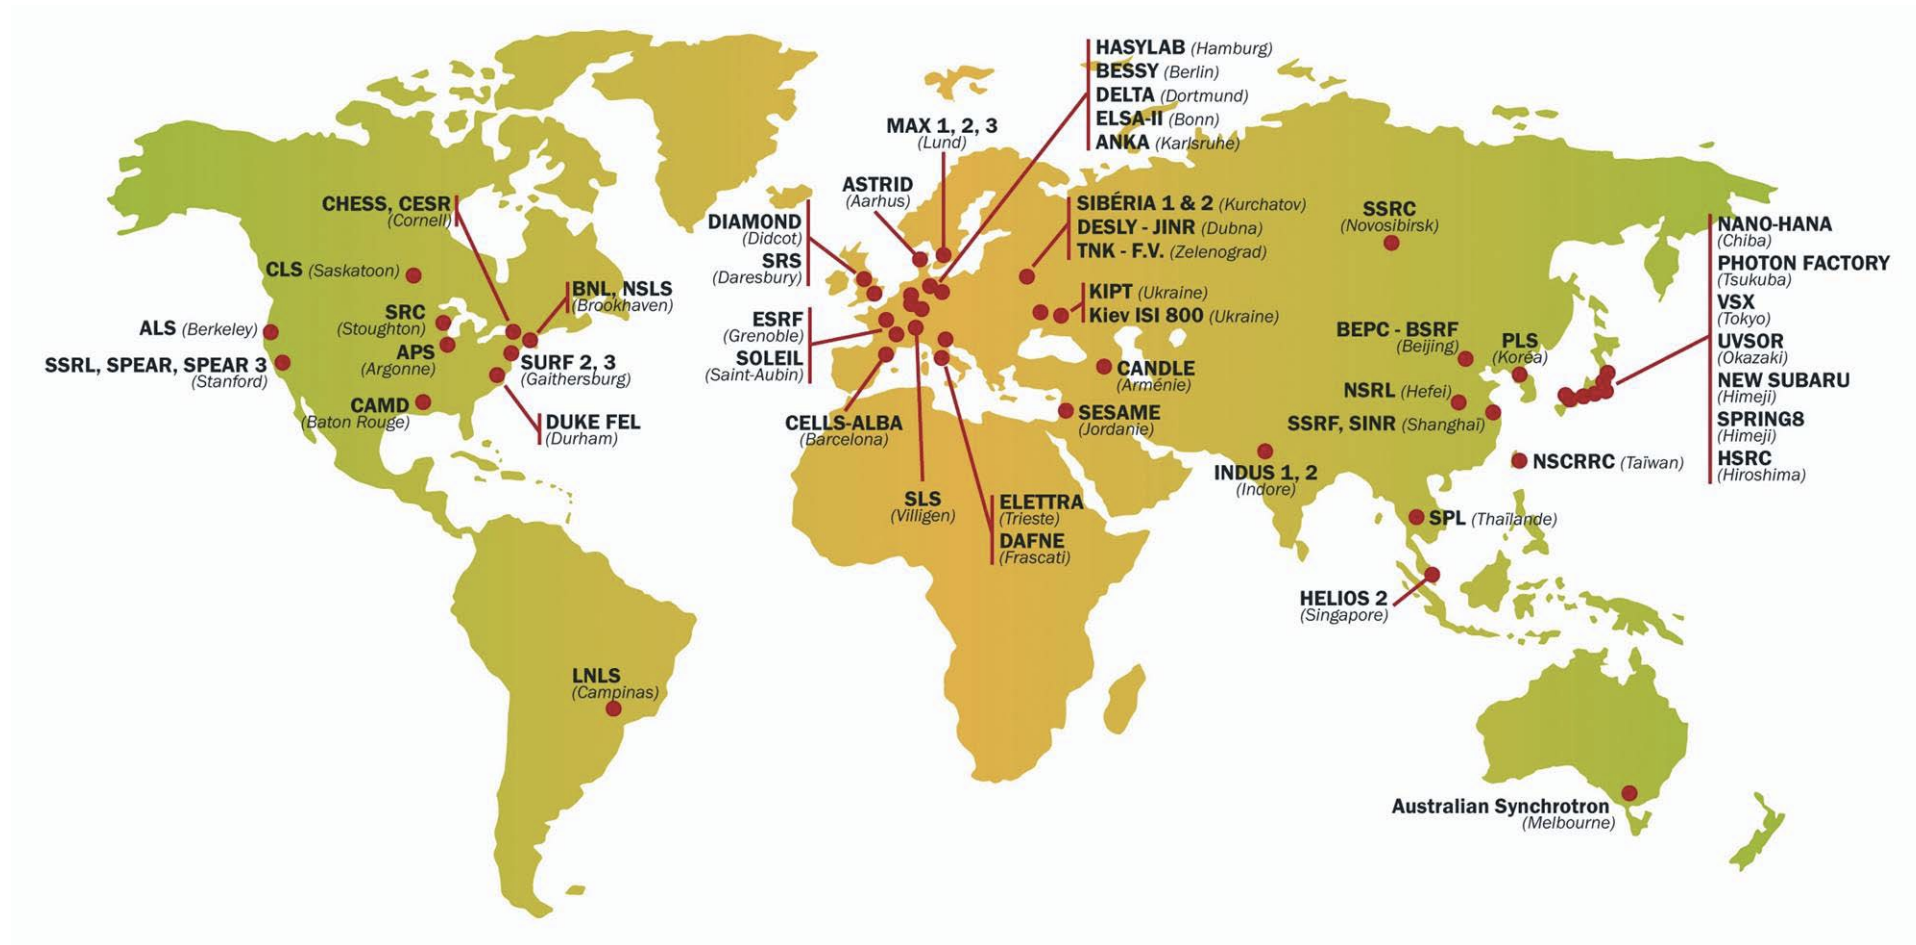 HASYLAB (Hamburg)
BESSY (Berlin)
DELTA (Dortmund)
ELSA-II (Bonn)
ANKA (Karlsruhe)
MAX 1, 2, 3
(Lund)
ASTRID
(Aarhus)
DIAMOND
(Didcot)
SRS
(Daresbury)
CHESS, CESR
(Cornell)
CLS (Saskatoon)
BNL, NSLS
(Brookhaven)
SRC
(Stoughton)
ALS (Berkeley)
APS
(Argonne)
SSRL, SPEAR, SPEAR 3
(Stanford)
SURF 2, 3
(Gaithersburg)
CAMD
(Baton Rouge)
DUKE FEL
(Durham)
ESRF
(Grenoble)
SOLEIL
(Saint-Aubin)
CELLS-ALBA
(Barcelona)
SLS
(Villigen)
ELETTRA
(Trieste)
DAFNE
(Frascati)
SIBÉRIA 1 & 2 (Kurchatov)
DESLY - JINR (Dubna)
TNK - F.V. (Zelenograd)
KIPT (Ukraine)
Kiev ISI 800 (Ukraine)
CANDLE
(Arménie)
SESAME
(Jordanie)
SSRC
(Novosibirsk)
BEPC - BSRF
(Beijing)
PLS
(Koréa)
NSRL (Hefei)
SSRF, SINR (Shanghaï)
INDUS 1, 2
(Indore)
NSCRRC (Taïwan)
SPL (Thaïlande)
HELIOS 2
(Singapore)
NANO-HANA
(Chiba)
PHOTON FACTORY
(Tsukuba)
VSX
(Tokyo)
UVSOR
(Okazaki)
NEW SUBARU
(Himeji)
SPRING8
(Himeji)
HSRC
(Hiroshima)
LNLS
(Campinas)
Australian Synchrotron
(Melbourne)